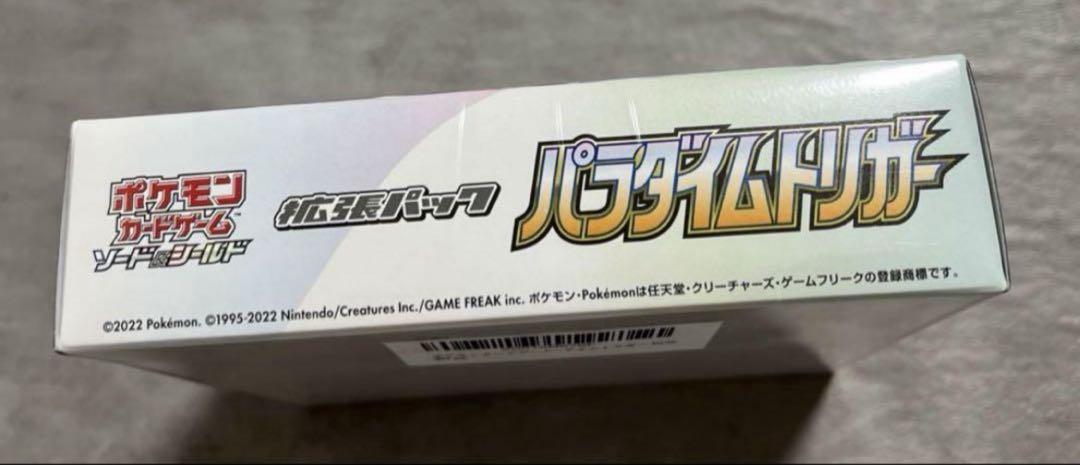 ポケモン
カードゲーム™
ソード&シールド
拡張パック
パラダイムトリガー
©2022 Pokémon. ©1995-2022 Nintendo/Creatures Inc./GAME FREAK inc. ポケモン・Pokémonは任天堂・クリーチャーズ・ゲームフリークの登録商標です。